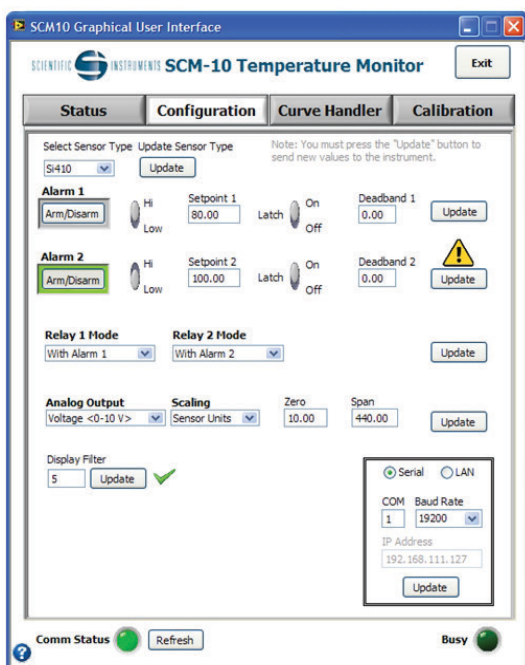 SCM10 Graphical User Interface
SCIENTIFIC INSTRUMENTS SCM-10 Temperature Monitor Exit
Status Configuration Curve Handler Calibration
Select Sensor Type Update Sensor Type
Note: You must press the "Update" button to
send new values to the instrument.
Si410 Update
Alarm 1
Arm/Disarm Hi Low Setpoint 1 80.00 Latch On Off Deadband 1 0.00 Update
Alarm 2
Arm/Disarm Hi Low Setpoint 2 100.00 Latch On Off Deadband 2 0.00 Update
Relay 1 Mode Relay 2 Mode
With Alarm 1 With Alarm 2 Update
Analog Output Scaling Zero Span
Voltage <0-10 V> Sensor Units 10.00 440.00 Update
Display Filter
5 Update
Serial LAN
COM Baud Rate
1 19200
IP Address
192.168.111.127
Update
Comm Status Refresh Busy
?